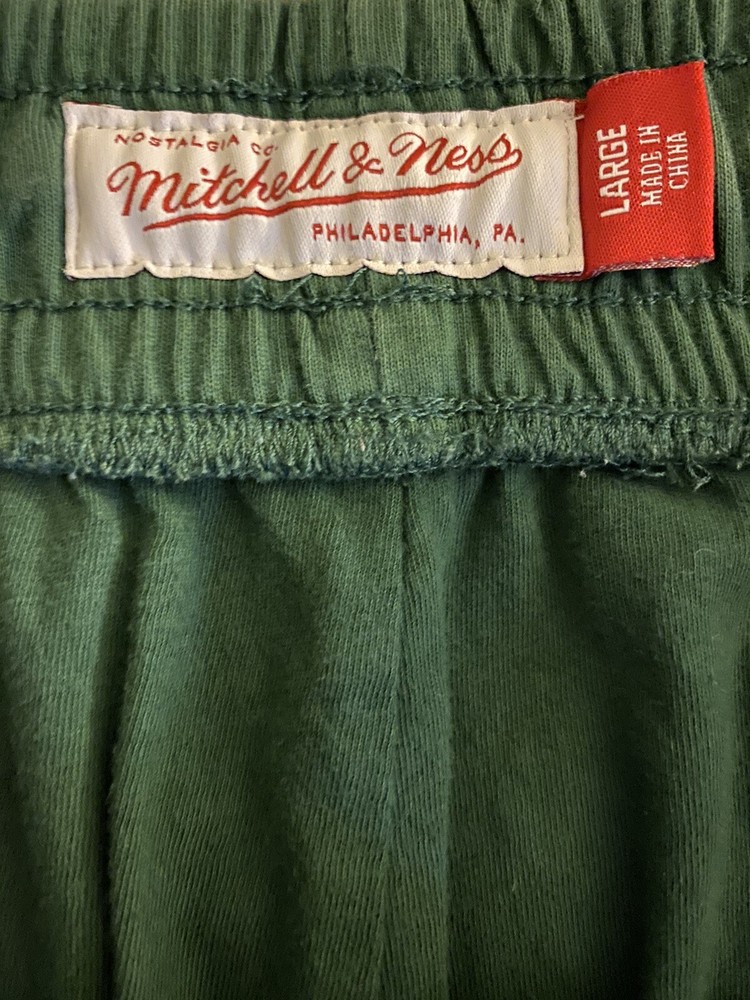 NOSTALGIA CO.
Mitchell & Ness
PHILADELPHIA, PA.
LARGE
MADE IN
CHINA